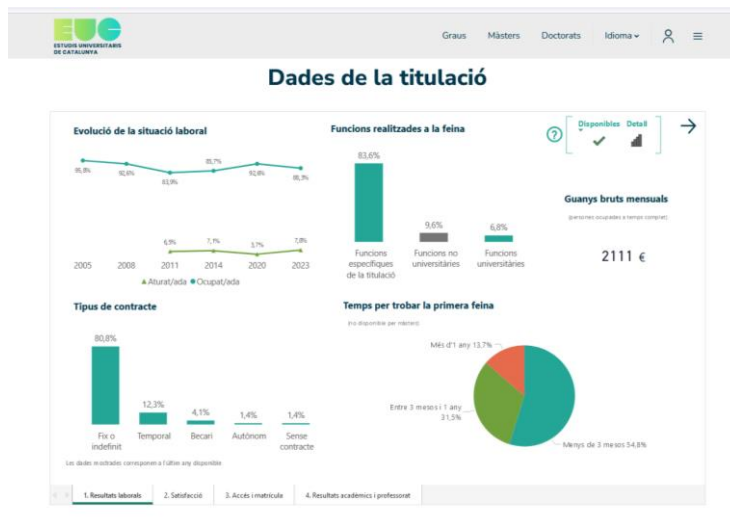 EUC
ESTUDIS UNIVERSITARIS
DE CATALUNYA
Graus
Màsters
Doctorats
Idioma
Dades de la titulació
Evolució de la situació laboral
92,6%
83,9%
85,7%
92,4%
88,3%
6,9%
7,1%
3,7%
7,8%
2005 2008 2011 2014 2020 2023
Aturat/ada Ocupat/ada
Funcions realitzades a la feina
83,6%
9,6%
6,8%
Funcions
específiques
de la titulació
Funcions no
universitàries
Funcions
universitàries
?
Disponibles Detall
Guanys bruts mensuals
(persones ocupades a temps complet)
2111 €
Tipus de contracte
80,8%
12,3%
4,1%
1,4%
1,4%
Fix o
indefinit
Temporal
Becari
Autònom
Sense
contracte
Les dades mostrades corresponen a l'últim any disponible
Temps per trobar la primera feina
(no disponible per màsters)
Més d'1 any 13,7%
Entre 3 mesos i 1 any
31,5%
Menys de 3 mesos 54,8%
1. Resultats laborals
2. Satisfacció
3. Accés i matrícula
4. Resultats acadèmics i professorat